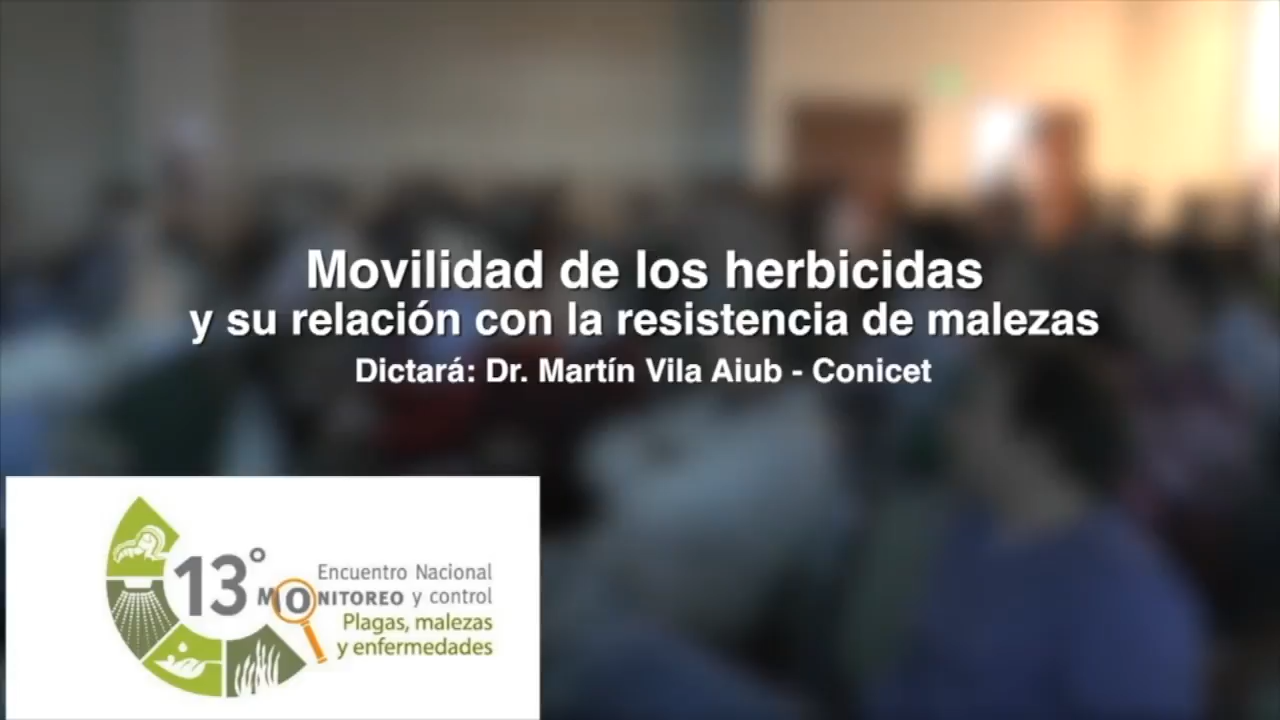 Movilidad de los herbicidas
y su relación con la resistencia de malezas
Dictará: Dr. Martín Vila Aiub - Conicet
13°
Encuentro Nacional
MONITOREO y control
Plagas, malezas
y enfermedades